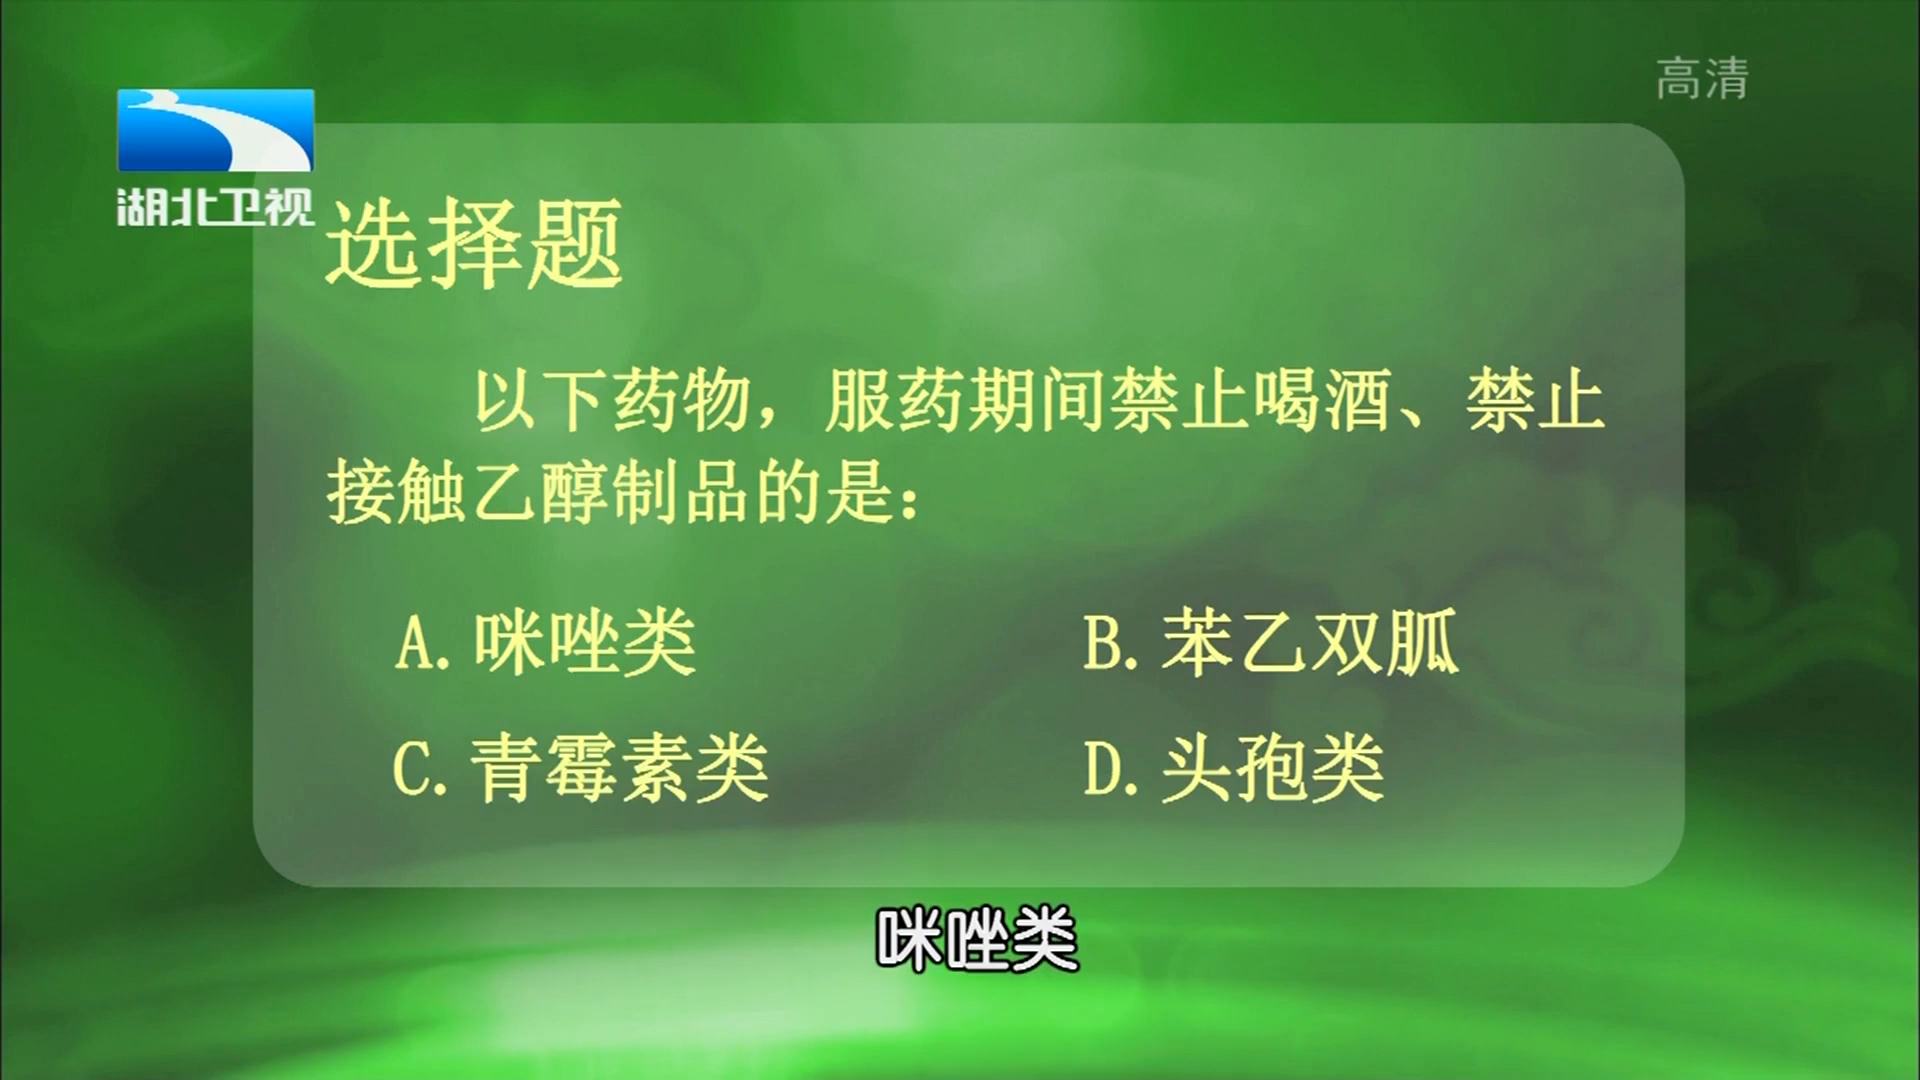 高清
湖北卫视
选择题
以下药物，服药期间禁止喝酒、禁止
接触乙醇制品的是：
A. 咪唑类
B. 苯乙双胍
C. 青霉素类
D. 头孢类
咪唑类